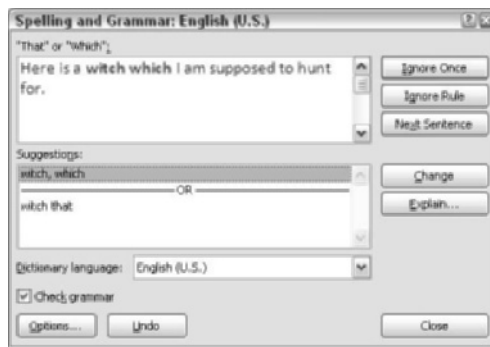 Spelling and Grammar: English (U.S.)
"That" or "Which":
Here is a witch which I am supposed to hunt
for.
Ignore Once
Ignore Rule
Next Sentence
Suggestions:
witch, which
OR
witch that
Change
Explain...
Dictionary language: English (U.S.)
Check grammar
Options... Undo Close